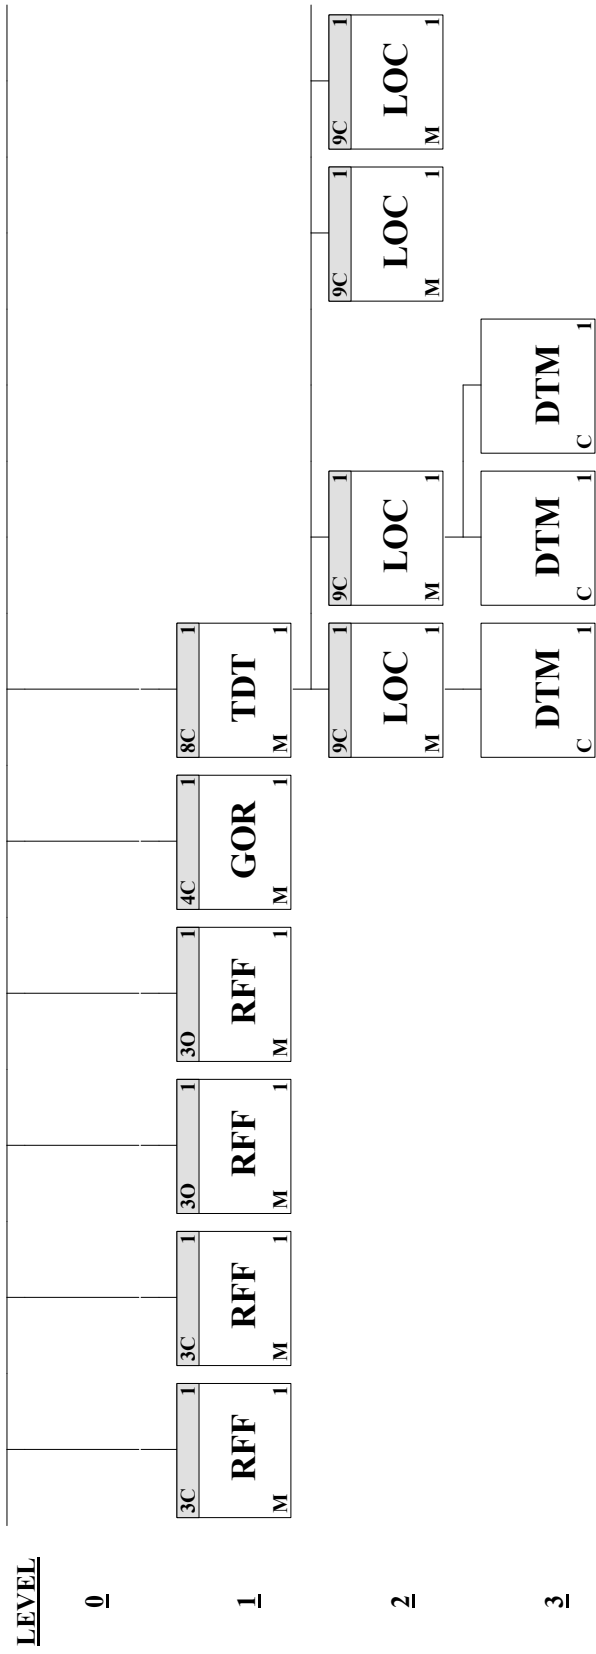 LEVEL
0
3C 1 3C 1 3O 1 3O 1 4C 1 8C 1
1 RFF RFF RFF RFF GOR TDT
M 1 M 1 M 1 M 1 M 1 M 1
9C 1 9C 1 9C 1 9C 1
2 LOC LOC LOC LOC
M 1 M 1 M 1 M 1
3 DTM DTM DTM
C 1 C 1 C 1